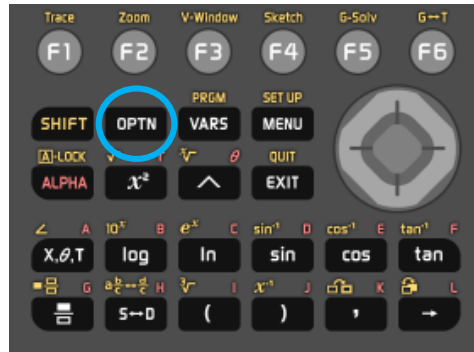 Trace Zoom V-Window Sketch G-Solv G↔T
F1 F2 F3 F4 F5 F6
PRGM SET UP
SHIFT OPTN VARS MENU
A-LOCK √ r ˣ√ θ QUIT
ALPHA x² ^ EXIT
∠ A 10ˣ B eˣ C sin⁻¹ D cos⁻¹ E tan⁻¹ F
X,θ,T log ln sin cos tan
G a b/c↔d/c H ³√ I x⁻¹ J K L
S↔D ( ) , →